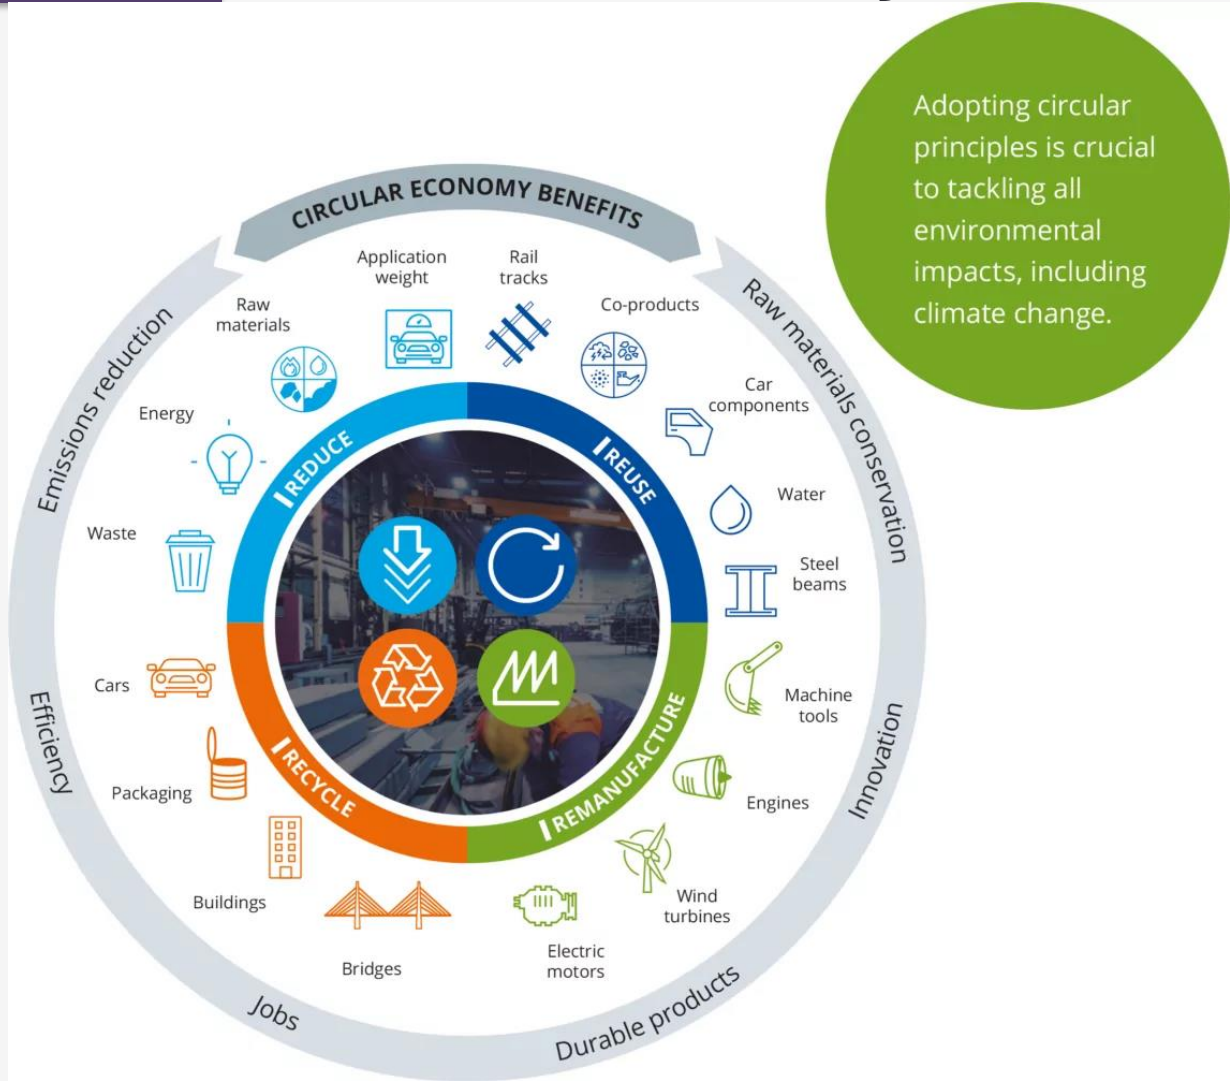 Adopting circular
principles is crucial
to tackling all
environmental
impacts, including
climate change.
CIRCULAR ECONOMY BENEFITS
Raw materials conservation
Innovation
Durable products
Jobs
Efficiency
Emissions reduction
REDUCE
Application
weight
Raw
materials
Energy
Waste
REUSE
Rail
tracks
Co-products
Car
components
Water
Steel
beams
REMANUFACTURE
Machine
tools
Engines
Wind
turbines
Electric
motors
RECYCLE
Cars
Packaging
Buildings
Bridges